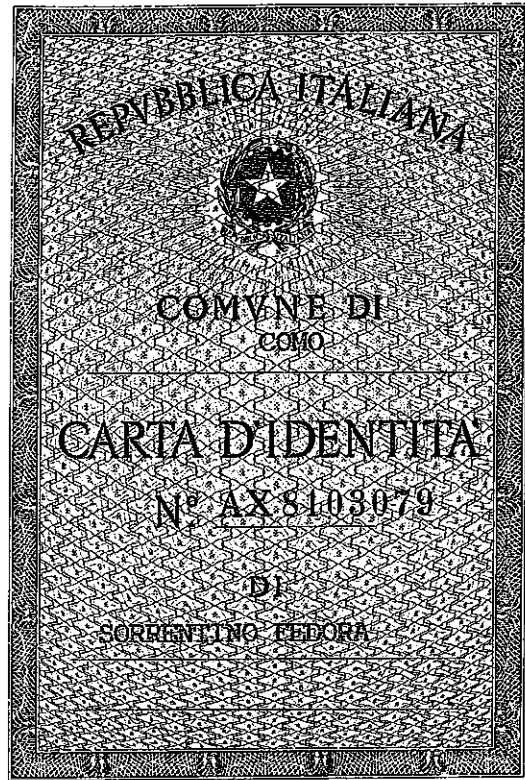 REPVBBLICA ITALIANA
COMVNE DI
COMO
CARTA D'IDENTITA'
Nº AX 8103079
DI
SORRENTINO FEDORA